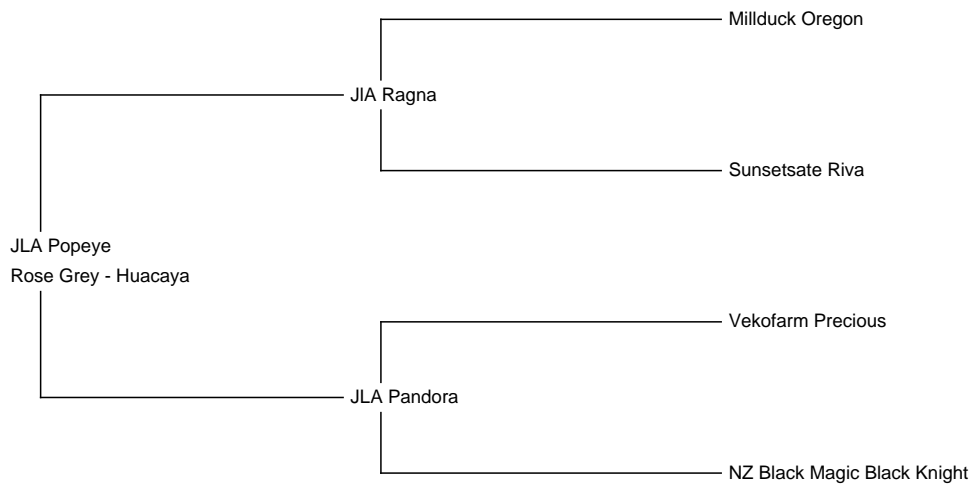 Millduck Oregon
JIA Ragna
Sunsetsate Riva
JLA Popeye
Rose Grey - Huacaya
Vekofarm Precious
JLA Pandora
NZ Black Magic Black Knight